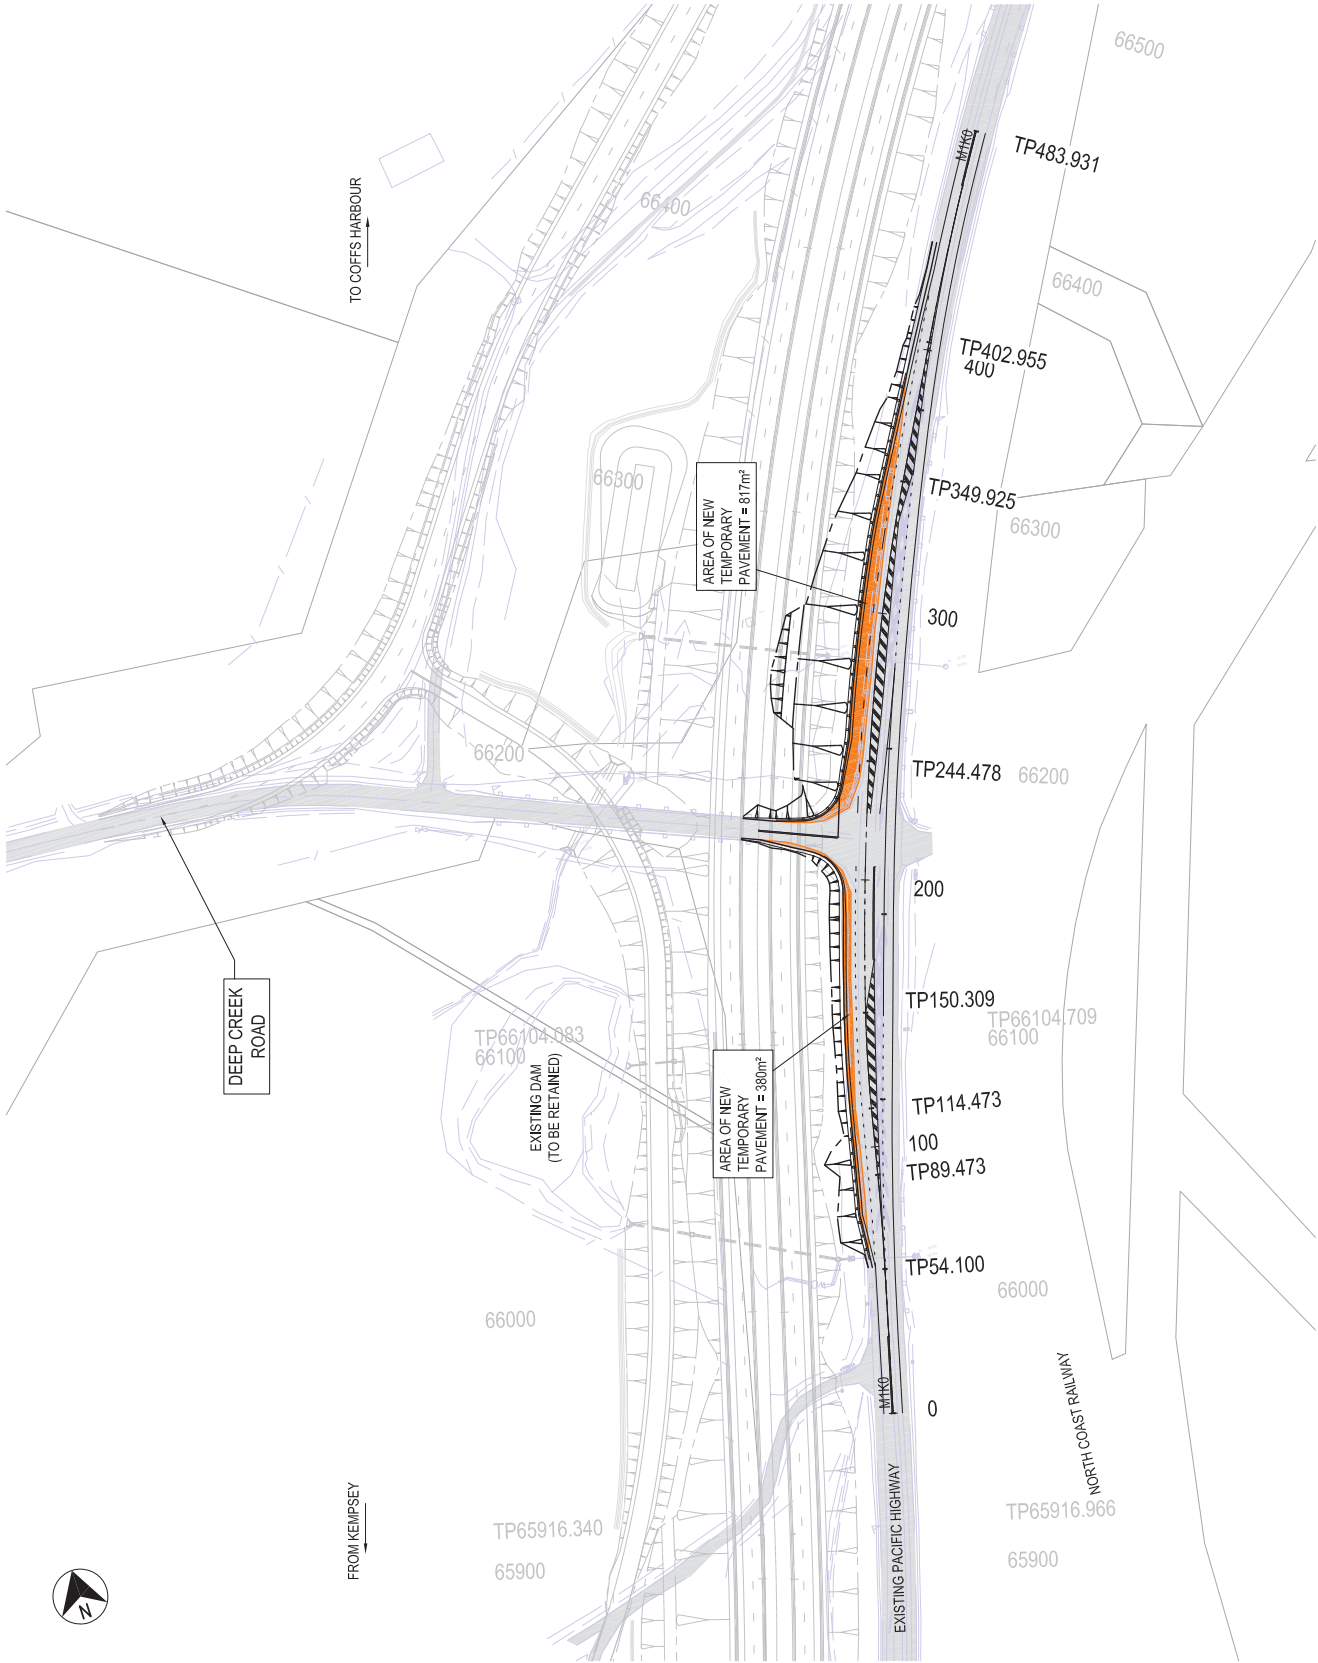 66500
M1K0
TP483.931
TO COFFS HARBOUR
66400
66400
TP402.955
400
66300
AREA OF NEW
TEMPORARY
PAVEMENT = 817m²
TP349.925
66300
300
66200
TP244.478
66200
200
DEEP CREEK
ROAD
TP150.309
TP66104.083
66100
TP66104.709
66100
EXISTING DAM
(TO BE RETAINED)
AREA OF NEW
TEMPORARY
PAVEMENT = 380m²
TP114.473
100
TP89.473
TP54.100
66000
66000
M1K0
0
NORTH COAST RAILWAY
FROM KEMPSEY
EXISTING PACIFIC HIGHWAY
TP65916.340
TP65916.966
65900
65900
N